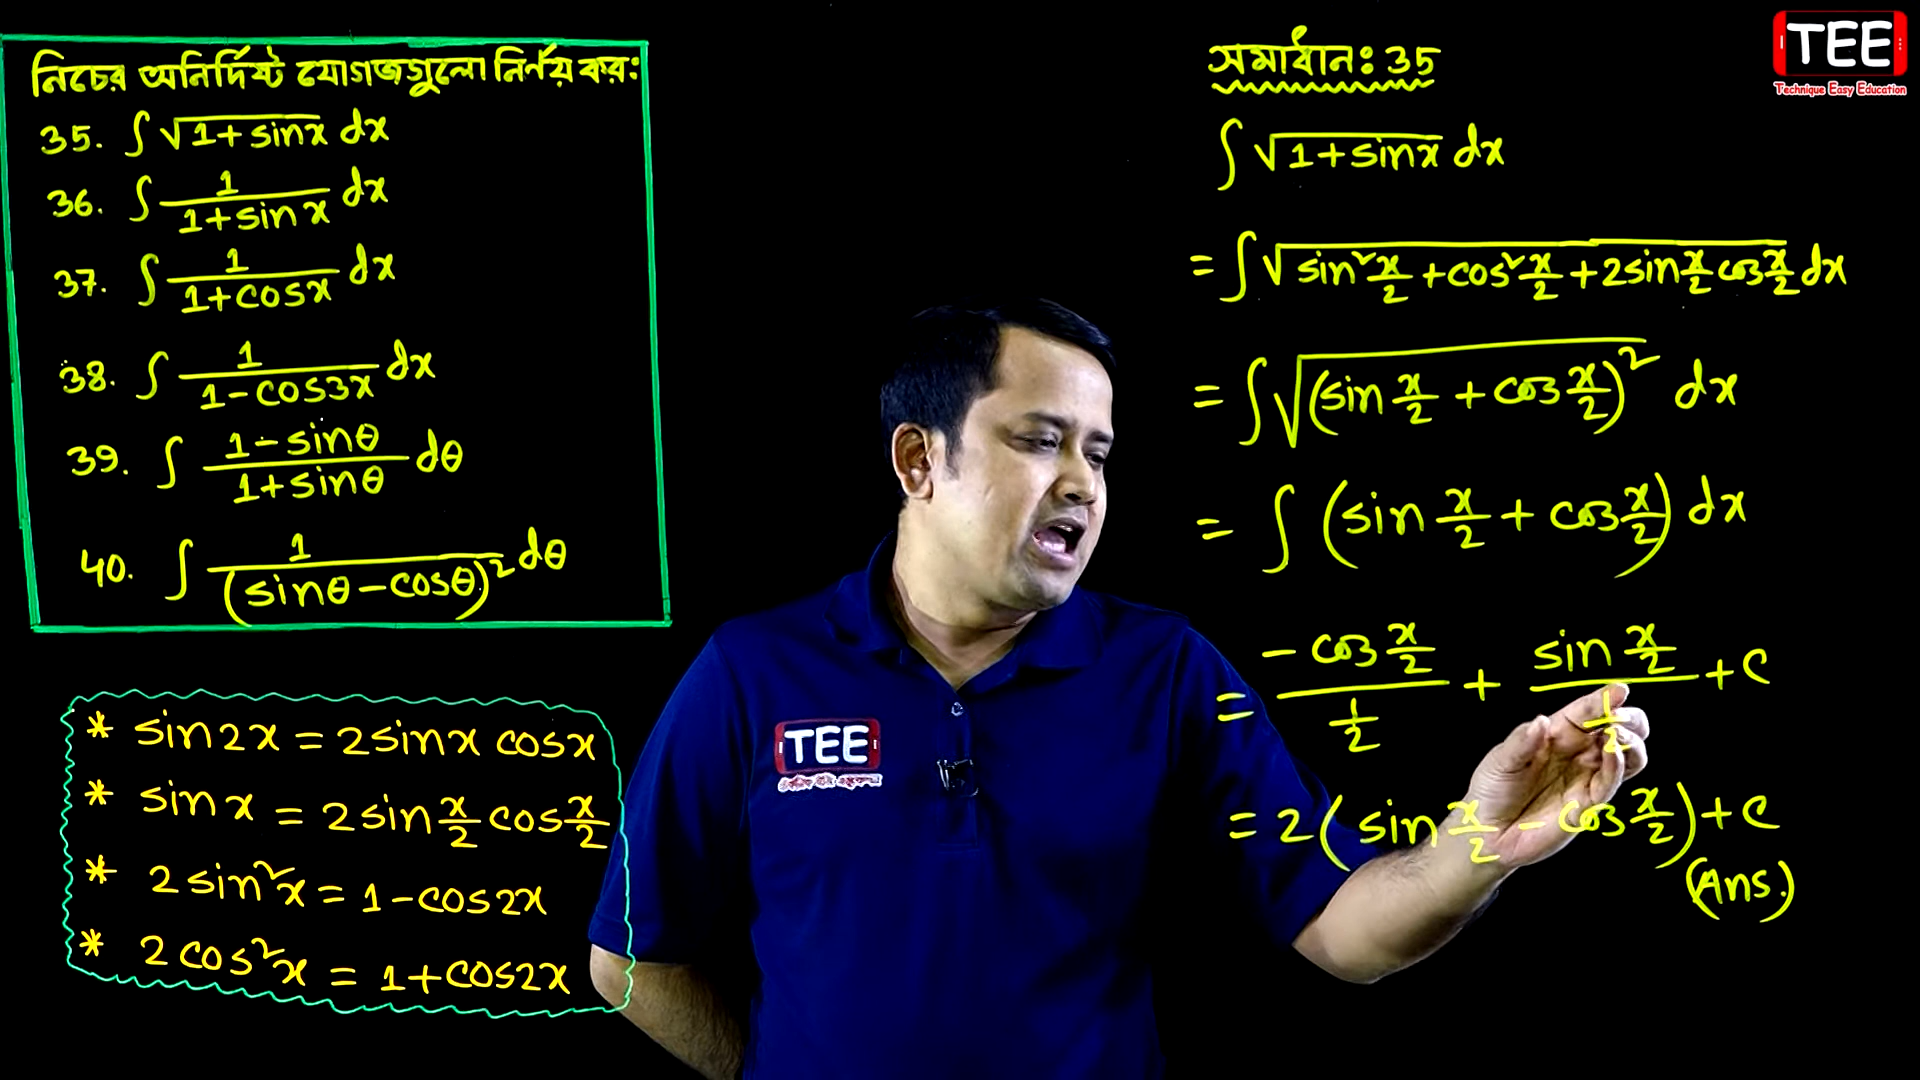 নিচের অনির্দিষ্ট যোগজগুলো নির্ণয় কর:
35. ∫ √(1+sinx) dx
36. ∫ 1/(1+sinx) dx
37. ∫ 1/(1+cosx) dx
38. ∫ 1/(1-cos3x) dx
39. ∫ (1-sinθ)/(1+sinθ) dθ
40. ∫ 1/(sinθ-cosθ)² dθ
* sin2x = 2sinx cosx
* sinx = 2sin x/2 cos x/2
* 2sin²x = 1-cos2x
* 2cos²x = 1+cos2x
TEE
সমাধান: 35
∫ √(1+sinx) dx
= ∫ √(sin² x/2 + cos² x/2 + 2sin x/2 cos x/2) dx
= ∫ √((sin x/2 + cos x/2)²) dx
= ∫ (sin x/2 + cos x/2) dx
= (-cos x/2)/(1/2) + (sin x/2)/(1/2) + c
= 2(sin x/2 - cos x/2) + c
(Ans.)
TEE
Technique Easy Education